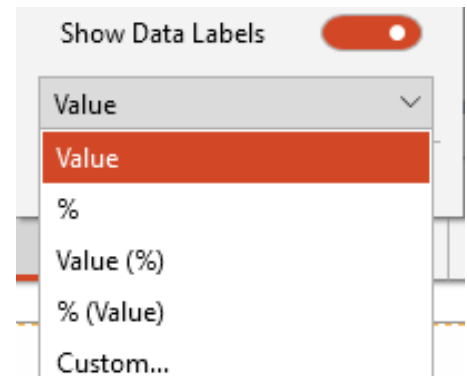 Show Data Labels
Value
Value
%
Value (%)
% (Value)
Custom...